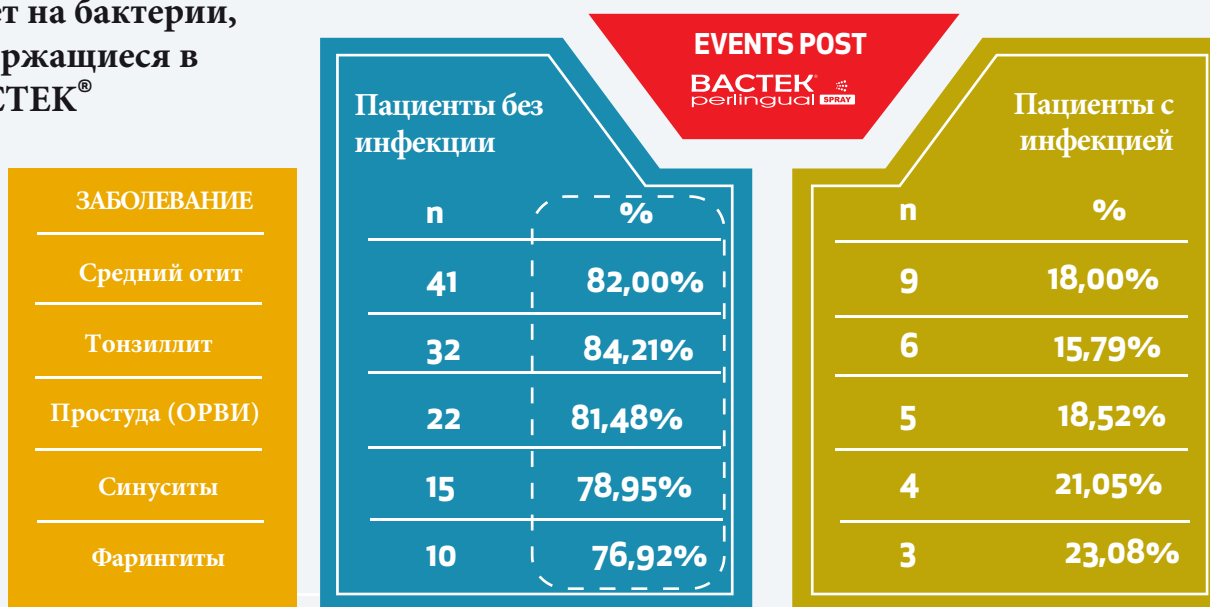 ет на бактерии,
ржащиеся в
СТЕК®
EVENTS POST
BACTEK®
perlingual SPRAY
Пациенты без
инфекции
Пациенты с
инфекцией
ЗАБОЛЕВАНИЕ n % n %
Средний отит 41 82,00% 9 18,00%
Тонзиллит 32 84,21% 6 15,79%
Простуда (ОРВИ) 22 81,48% 5 18,52%
Синуситы 15 78,95% 4 21,05%
Фарингиты 10 76,92% 3 23,08%